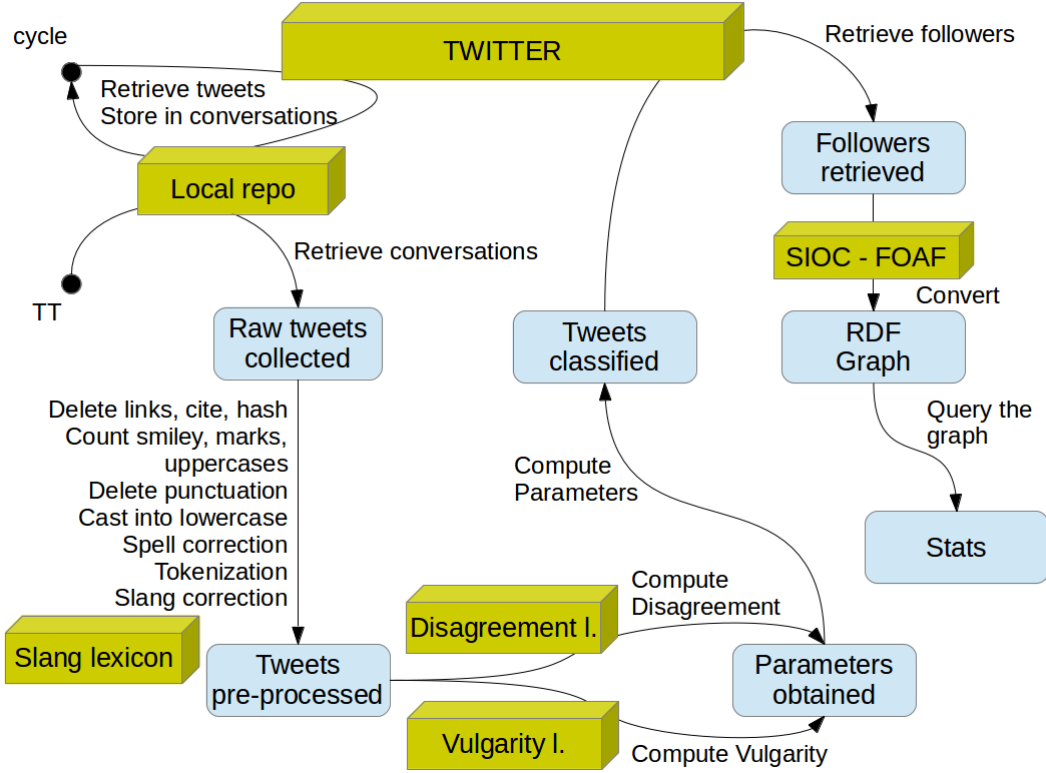 cycle
TWITTER
Retrieve followers
Retrieve tweets
Store in conversations
Followers
retrieved
Local repo
Retrieve conversations
SIOC - FOAF
Convert
TT
Raw tweets
collected
Tweets
classified
RDF
Graph
Delete links, cite, hash
Count smiley, marks,
uppercases
Delete punctuation
Cast into lowercase
Spell correction
Tokenization
Slang correction
Query the
graph
Compute
Parameters
Stats
Compute
Disagreement
Slang lexicon
Disagreement l.
Tweets
pre-processed
Parameters
obtained
Vulgarity l.
Compute Vulgarity